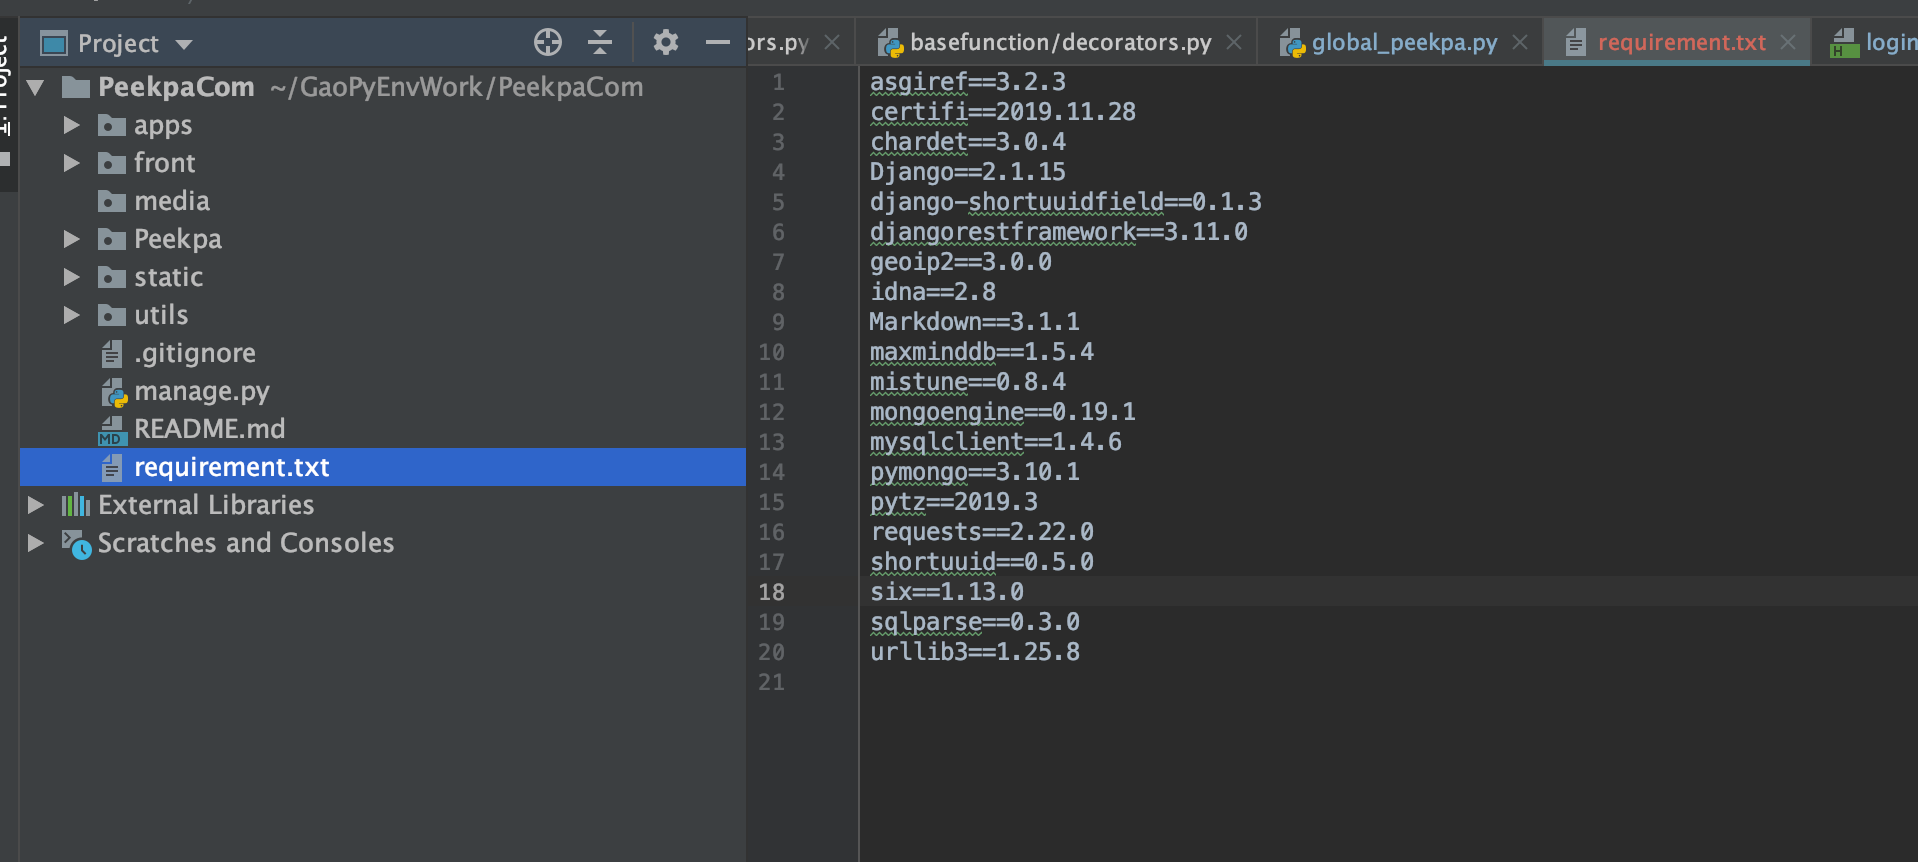 Project
ors.py
basefunction/decorators.py
global_peekpa.py
requirement.txt
login
Project
PeekpaCom ~/GaoPyEnvWork/PeekpaCom
apps
front
media
Peekpa
static
utils
.gitignore
manage.py
MD README.md
requirement.txt
External Libraries
Scratches and Consoles
1 asgiref==3.2.3
2 certifi==2019.11.28
3 chardet==3.0.4
4 Django==2.1.15
5 django-shortuuidfield==0.1.3
6 djangorestframework==3.11.0
7 geoip2==3.0.0
8 idna==2.8
9 Markdown==3.1.1
10 maxminddb==1.5.4
11 mistune==0.8.4
12 mongoengine==0.19.1
13 mysqlclient==1.4.6
14 pymongo==3.10.1
15 pytz==2019.3
16 requests==2.22.0
17 shortuuid==0.5.0
18 six==1.13.0
19 sqlparse==0.3.0
20 urllib3==1.25.8
21